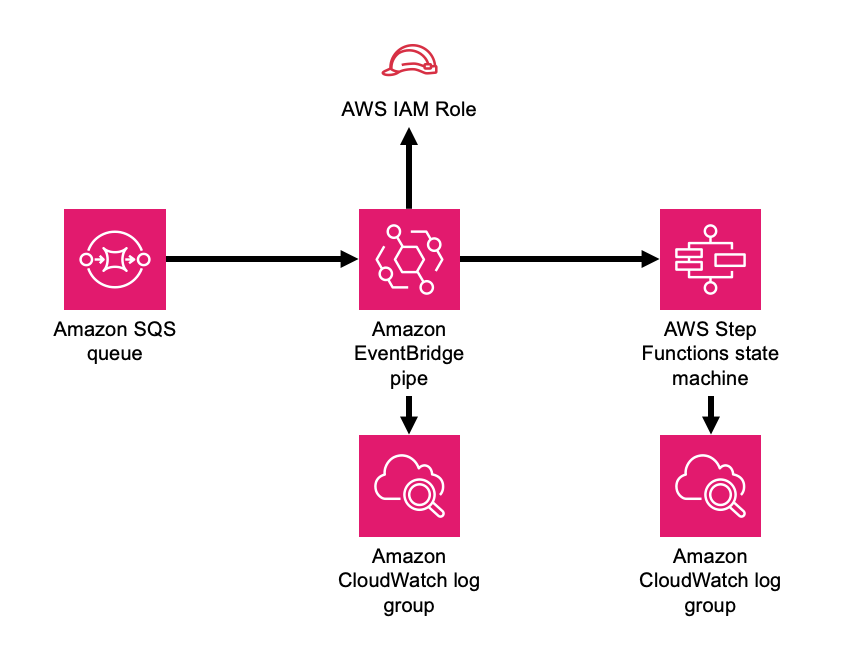 AWS IAM Role
Amazon SQS
queue
Amazon
EventBridge
pipe
AWS Step
Functions state
machine
Amazon
CloudWatch log
group
Amazon
CloudWatch log
group